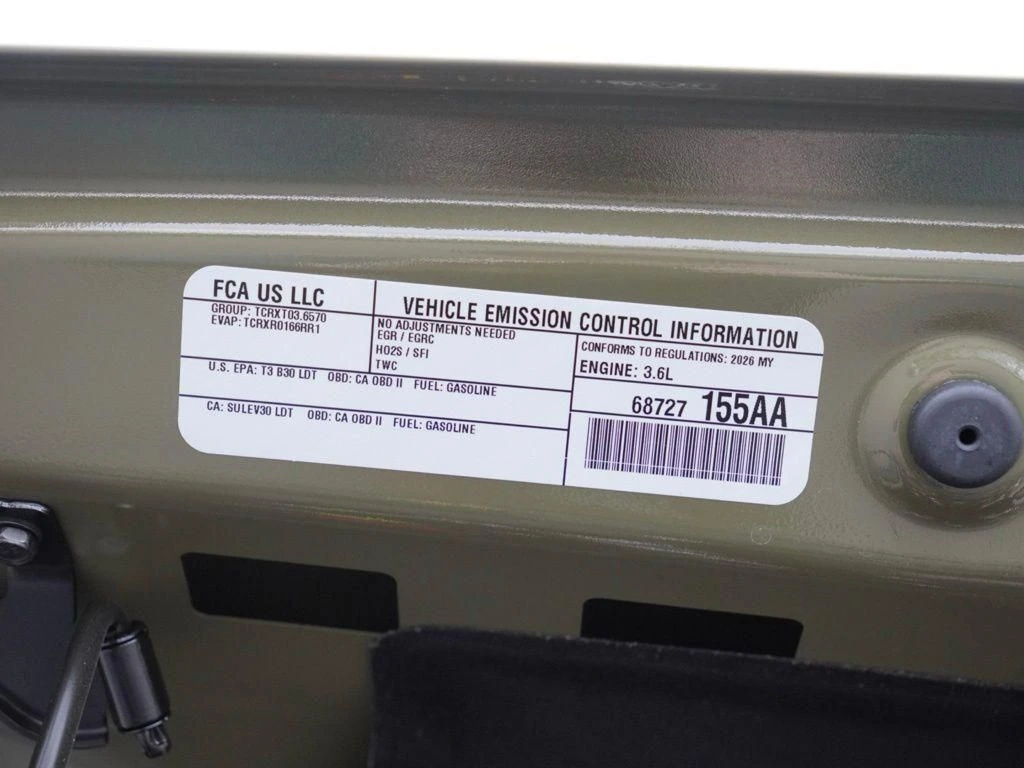 FCA US LLC
GROUP: TCRXT03.6570
EVAP: TCRXR0166RR1
VEHICLE EMISSION CONTROL INFORMATION
NO ADJUSTMENTS NEEDED
EGR / EGRC
HO2S / SFI
TWC
CONFORMS TO REGULATIONS: 2026 MY
ENGINE: 3.6L
U.S. EPA: T3 B30 LDT OBD: CA OBD II FUEL: GASOLINE
CA: SULEV30 LDT OBD: CA OBD II FUEL: GASOLINE
68727 155AA